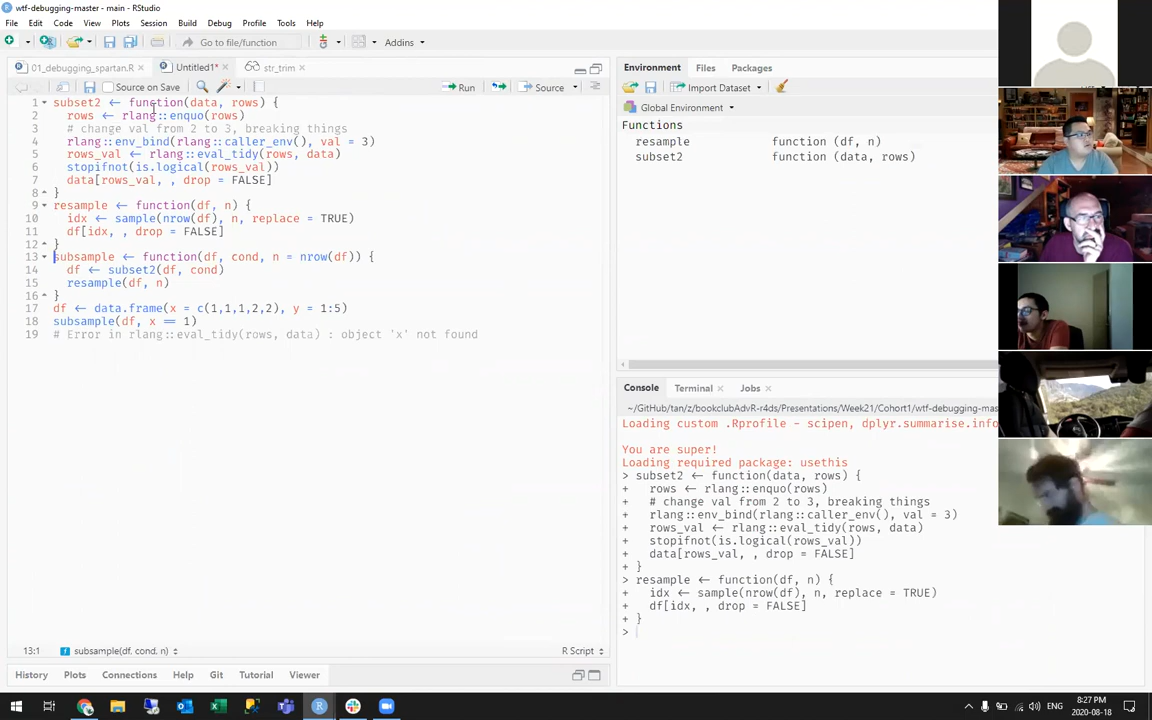 wtf-debugging-master - main - RStudio
File Edit Code View Plots Session Build Debug Profile Tools Help
Go to file/function Addins
01_debugging_spartan.R Untitled1* str_trim
Source on Save Run Source
1 subset2 ← function(data, rows) {
2 rows ← rlang::enquo(rows)
3 # change val from 2 to 3, breaking things
4 rlang::env_bind(rlang::caller_env(), val = 3)
5 rows_val ← rlang::eval_tidy(rows, data)
6 stopifnot(is.logical(rows_val))
7 data[rows_val, , drop = FALSE]
8 }
9 resample ← function(df, n) {
10 idx ← sample(nrow(df), n, replace = TRUE)
11 df[idx, , drop = FALSE]
12 }
13 subsample ← function(df, cond, n = nrow(df)) {
14 df ← subset2(df, cond)
15 resample(df, n)
16 }
17 df ← data.frame(x = c(1,1,1,2,2), y = 1:5)
18 subsample(df, x == 1)
19 # Error in rlang::eval_tidy(rows, data) : object 'x' not found
13:1 subsample(df, cond, n) R Script
History Plots Connections Help Git Tutorial Viewer
Environment Files Packages
Import Dataset
Global Environment
Functions
resample function (df, n)
subset2 function (data, rows)
Console Terminal Jobs
~/GitHub/tan/z/bookclubAdvR-r4ds/Presentations/Week21/Cohort1/wtf-debugging-mas
Loading custom .Rprofile - scipen, dplyr.summarise.info
You are super!
Loading required package: usethis
> subset2 ← function(data, rows) {
+ rows ← rlang::enquo(rows)
+ # change val from 2 to 3, breaking things
+ rlang::env_bind(rlang::caller_env(), val = 3)
+ rows_val ← rlang::eval_tidy(rows, data)
+ stopifnot(is.logical(rows_val))
+ data[rows_val, , drop = FALSE]
+ }
> resample ← function(df, n) {
+ idx ← sample(nrow(df), n, replace = TRUE)
+ df[idx, , drop = FALSE]
+ }
>
ENG
8:27 PM
2020-08-18